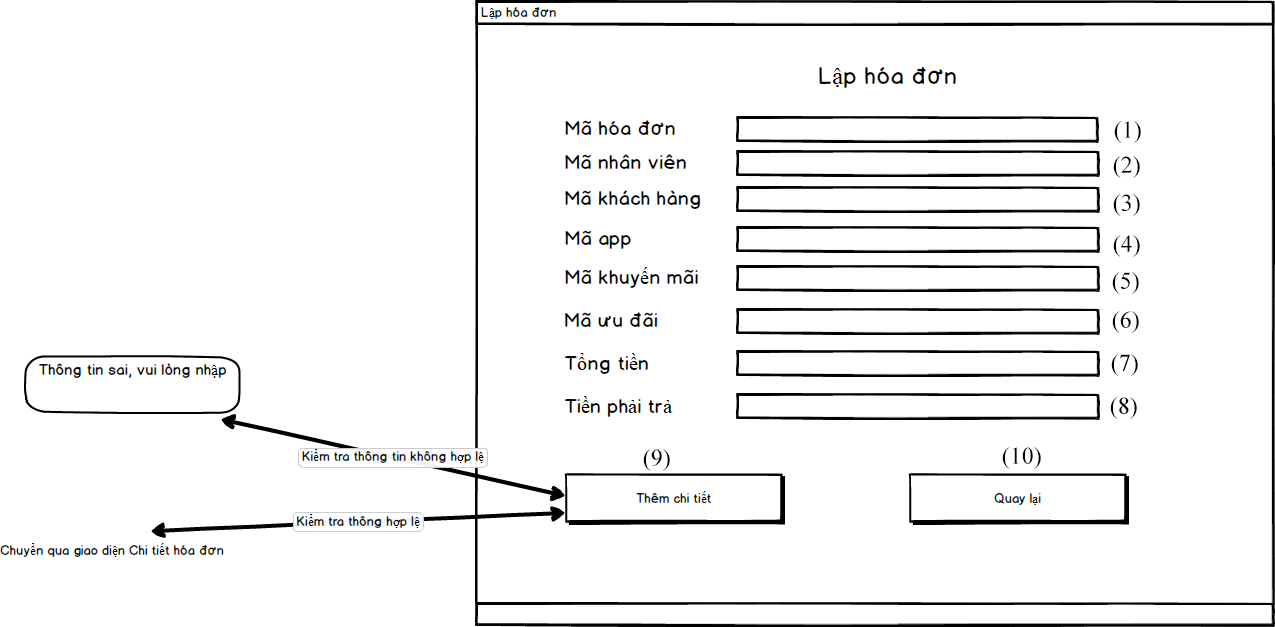 Lập hóa đơn
Lập hóa đơn
Mã hóa đơn (1)
Mã nhân viên (2)
Mã khách hàng (3)
Mã app (4)
Mã khuyến mãi (5)
Mã ưu đãi (6)
Tổng tiền (7)
Tiền phải trả (8)
Thông tin sai, vui lòng nhập
Kiểm tra thông tin không hợp lệ
(9) (10)
Thêm chi tiết Quay lại
Kiểm tra thông hợp lệ
Chuyển qua giao diện Chi tiết hóa đơn